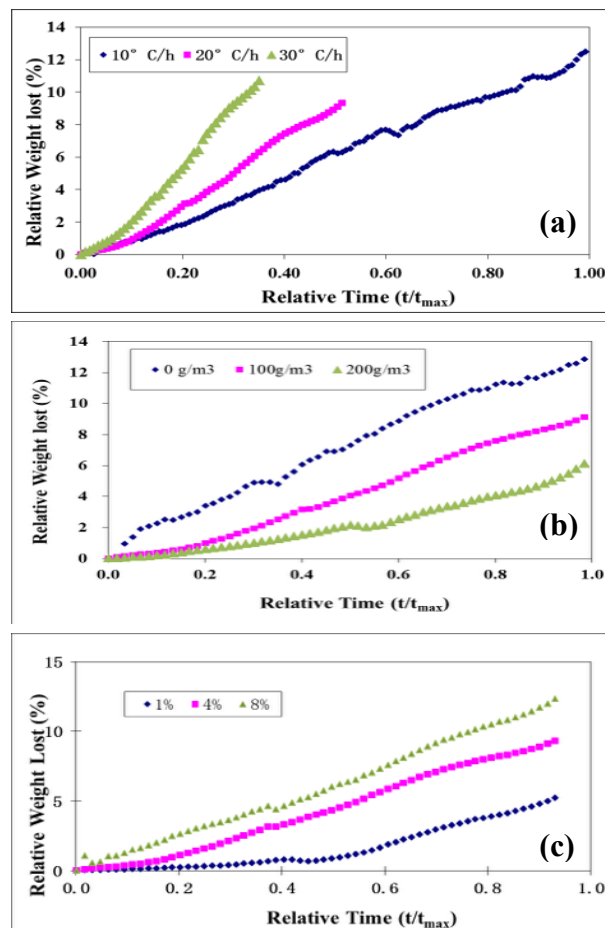 14
12
10
8
6
4
2
0
Relative Weight lost (%)
10° C/h 20° C/h 30° C/h
(a)
0.00 0.20 0.40 0.60 0.80 1.00
Relative Time (t/tmax)
14
12
10
8
6
4
2
0
Relative Weight lost (%)
0 g/m3 100g/m3 200g/m3
(b)
0.0 0.2 0.4 0.6 0.8 1.0
Relative Time (t/tmax)
15
10
5
0
Relative Weight Lost (%)
1% 4% 8%
(c)
0.0 0.2 0.4 0.6 0.8 1.0
Relative Time (t/tmax)